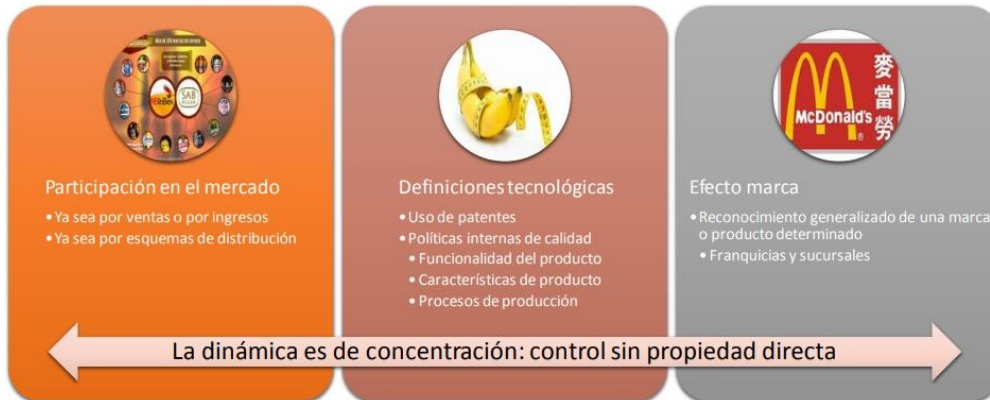 InBev
SAB
MILLER
麥當勞
McDonald's
®
Participación en el mercado
• Ya sea por ventas o por ingresos
• Ya sea por esquemas de distribución
Definiciones tecnológicas
• Uso de patentes
• Políticas internas de calidad
• Funcionalidad del producto
• Características de producto
• Procesos de producción
Efecto marca
• Reconocimiento generalizado de una marca
o producto determinado
• Franquicias y sucursales
La dinámica es de concentración: control sin propiedad directa